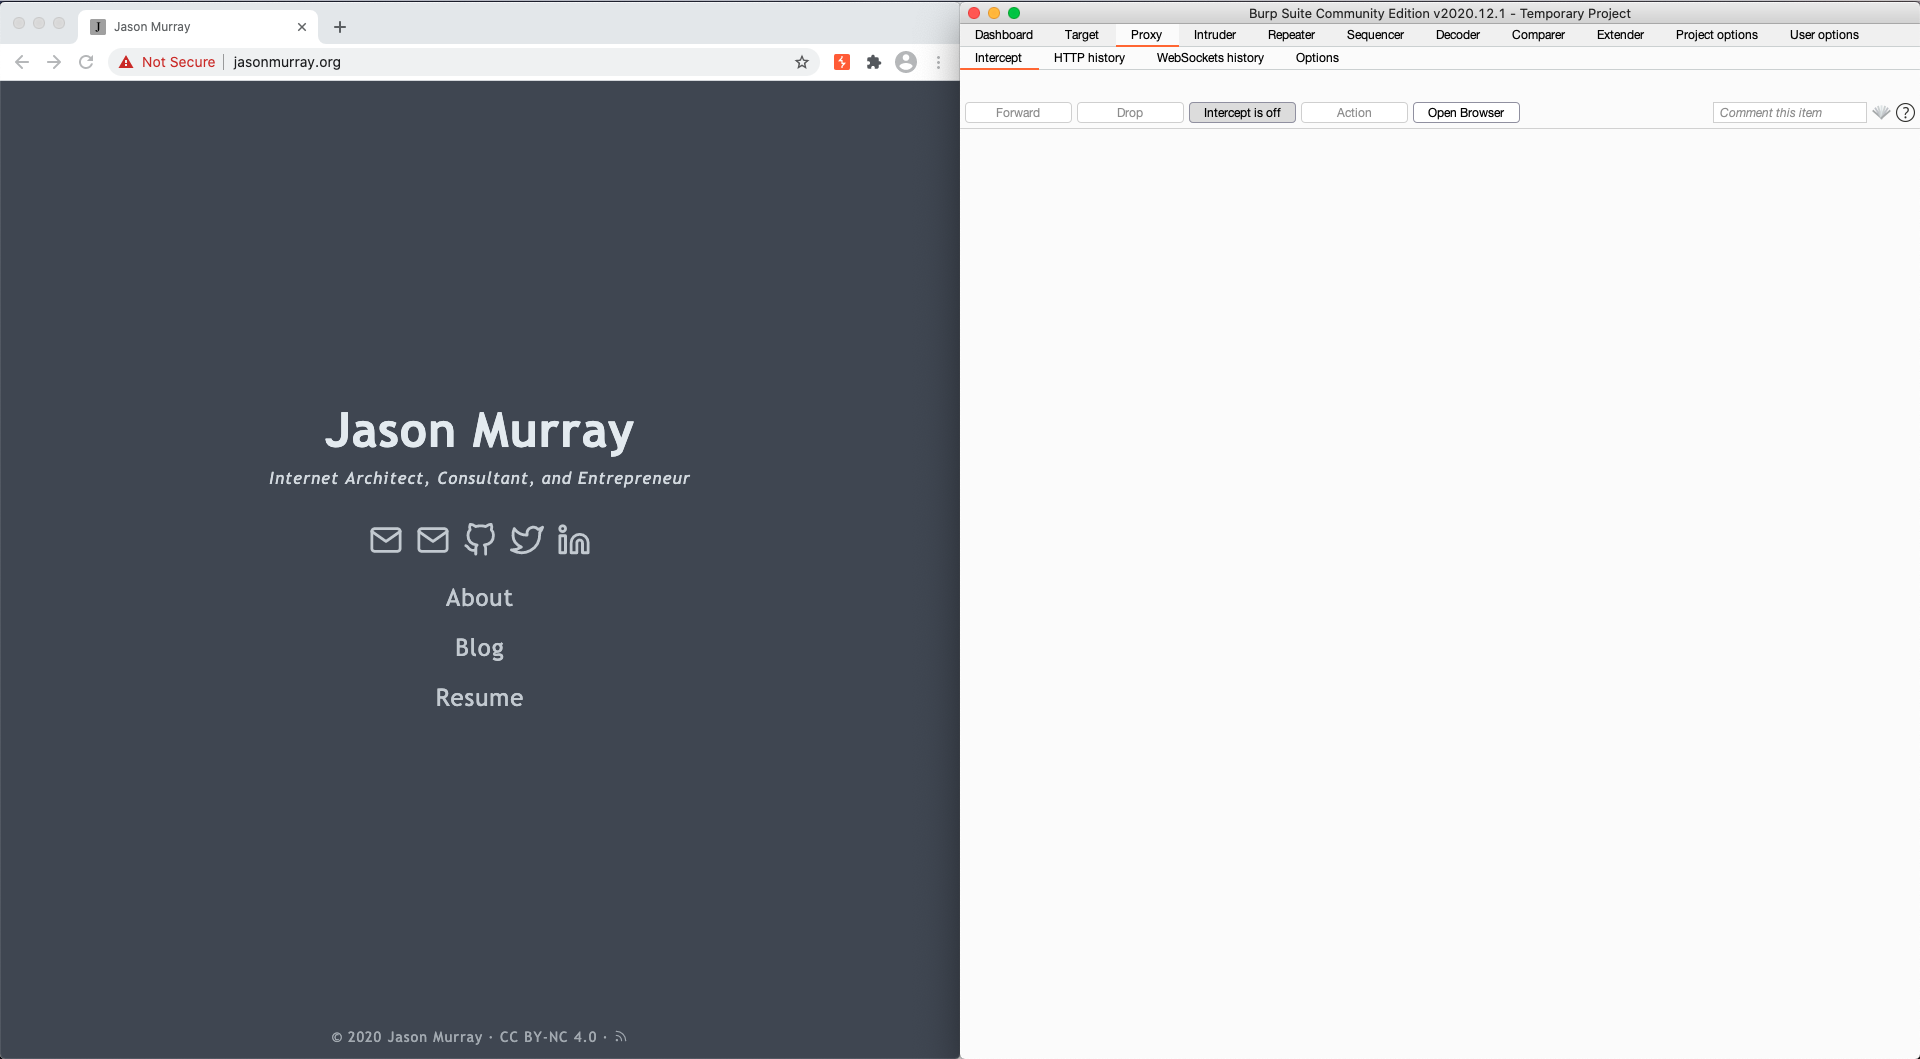 J Jason Murray
Not Secure jasonmurray.org
Jason Murray
Internet Architect, Consultant, and Entrepreneur
About
Blog
Resume
© 2020 Jason Murray · CC BY-NC 4.0 ·
Burp Suite Community Edition v2020.12.1 - Temporary Project
Dashboard Target Proxy Intruder Repeater Sequencer Decoder Comparer Extender Project options User options
Intercept HTTP history WebSockets history Options
Forward Drop Intercept is off Action Open Browser Comment this item ?